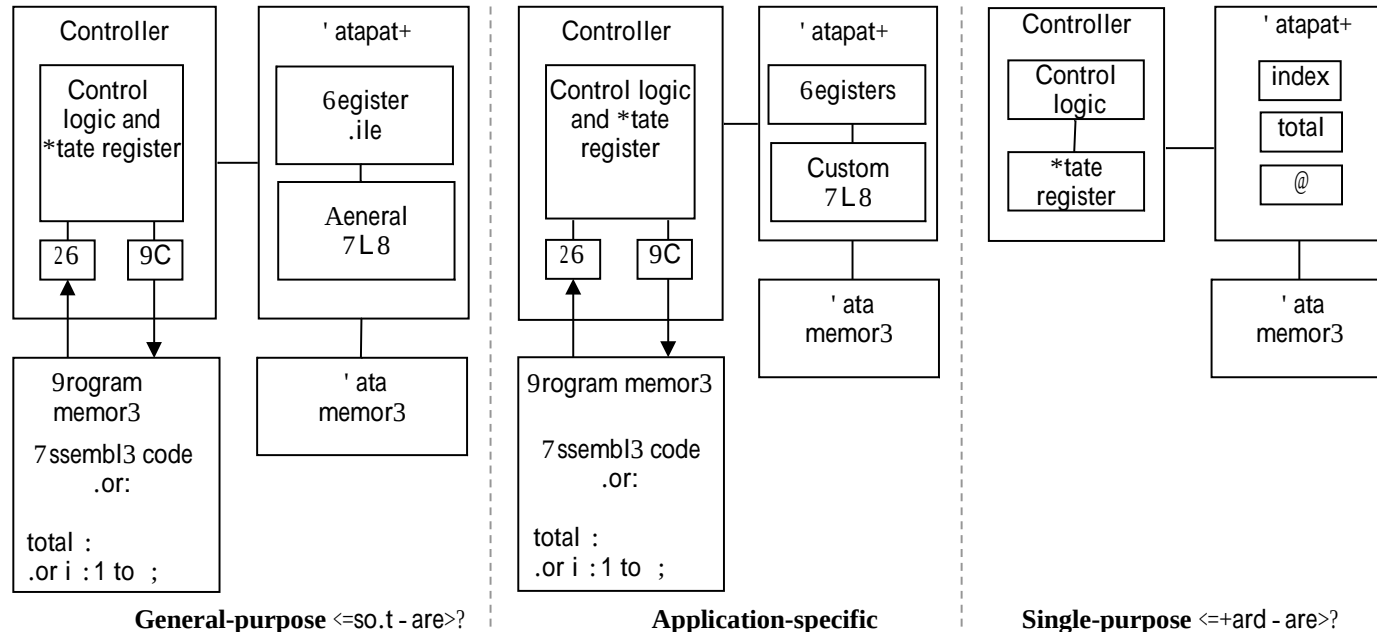 Controller
' atapat+
Control
logic and
*tate register
6egister
.ile
Aeneral
7L8
26
9C
9rogram
memor3
7ssembl3 code
.or:
total :
.or i :1 to ;
' ata
memor3
General-purpose <=so.t - are>?
Controller
' atapat+
Control logic
and *tate
register
6egisters
Custom
7L8
26
9C
9rogram memor3
7ssembl3 code
.or:
total :
.or i :1 to ;
' ata
memor3
Application-specific
Controller
' atapat+
Control
logic
*tate
register
index
total
@
' ata
memor3
Single-purpose <=+ard - are>?